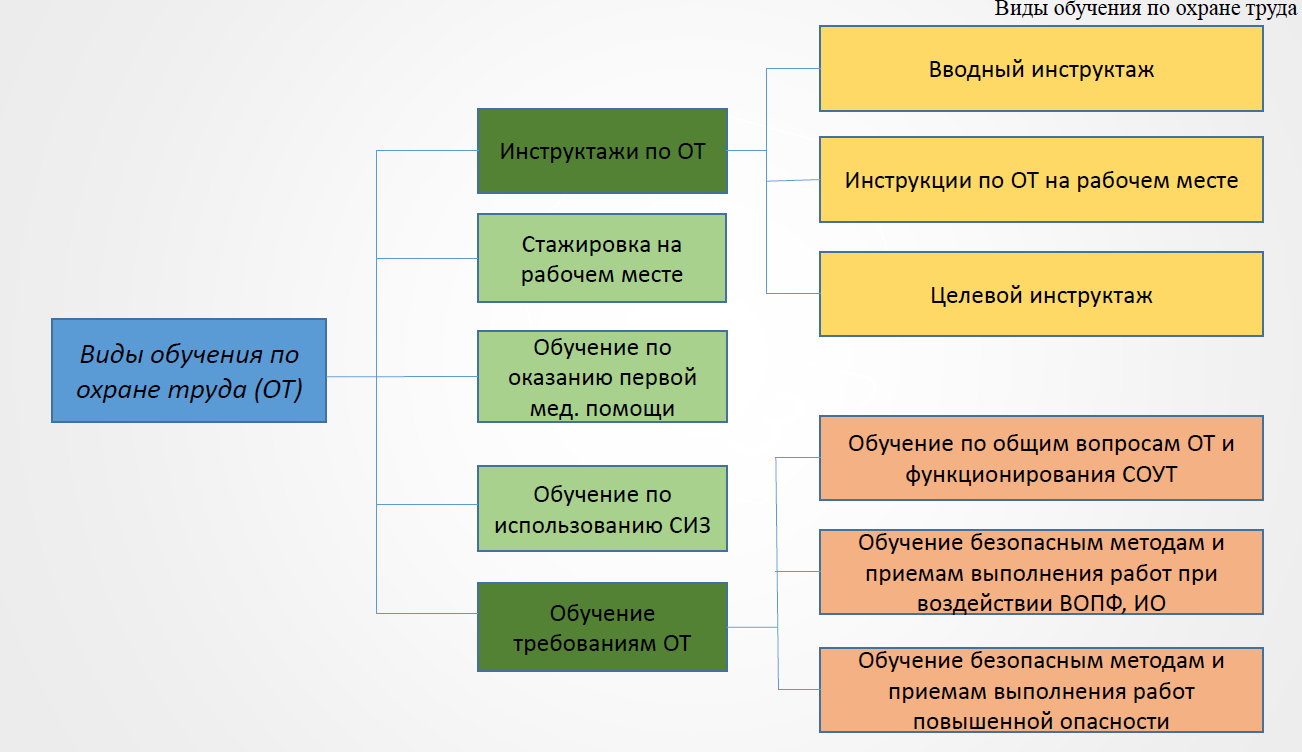 Виды обучения по охране труда
Вводный инструктаж
Инструктажи по ОТ
Инструкции по ОТ на рабочем месте
Стажировка на
рабочем месте
Целевой инструктаж
Виды обучения по
охране труда (ОТ)
Обучение по
оказанию первой
мед. помощи
Обучение по
использованию СИЗ
Обучение
требованиям ОТ
Обучение по общим вопросам ОТ и
функционирования СОУТ
Обучение безопасным методам и
приемам выполнения работ при
воздействии ВОПФ, ИО
Обучение безопасным методам и
приемам выполнения работ
повышенной опасности